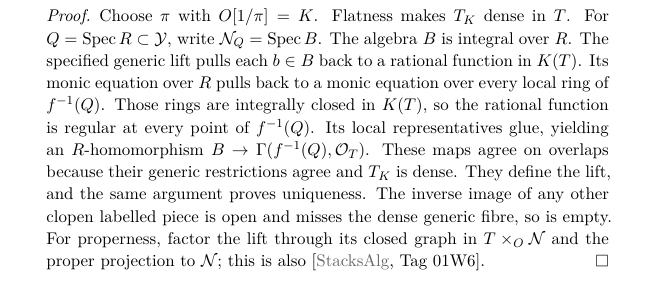 Proof. Choose π with O[1/π] = K. Flatness makes T_K dense in T. For
Q = Spec R ⊂ 𝒴, write 𝒩_Q = Spec B. The algebra B is integral over R. The
specified generic lift pulls each b ∈ B back to a rational function in K(T). Its
monic equation over R pulls back to a monic equation over every local ring of
f⁻¹(Q). Those rings are integrally closed in K(T), so the rational function
is regular at every point of f⁻¹(Q). Its local representatives glue, yielding
an R-homomorphism B → Γ(f⁻¹(Q), 𝒪_T). These maps agree on overlaps
because their generic restrictions agree and T_K is dense. They define the lift,
and the same argument proves uniqueness. The inverse image of any other
clopen labelled piece is open and misses the dense generic fibre, so is empty.
For properness, factor the lift through its closed graph in T ×_O 𝒩 and the
proper projection to 𝒩; this is also [StacksAlg, Tag 01W6]. □